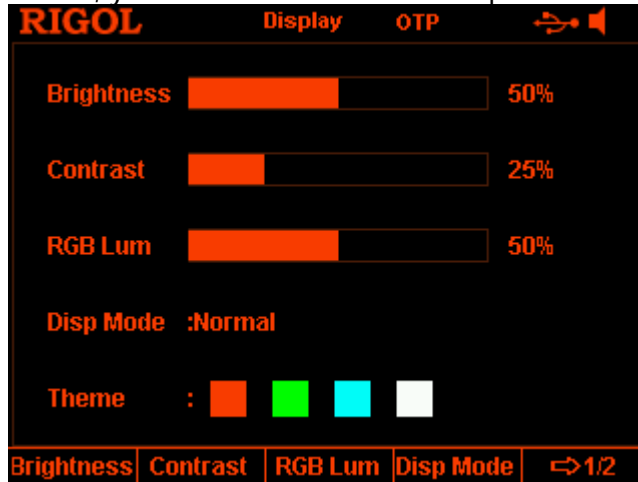 RIGOL Display OTP
Brightness 50%
Contrast 25%
RGB Lum 50%
Disp Mode :Normal
Theme :
Brightness Contrast RGB Lum Disp Mode ⇨1/2